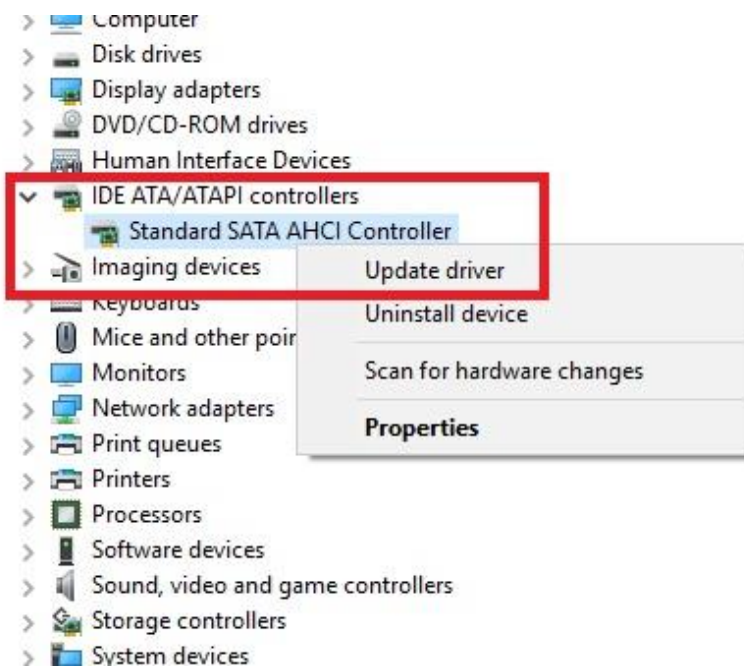 Computer
Disk drives
Display adapters
DVD/CD-ROM drives
Human Interface Devices
IDE ATA/ATAPI controllers
Standard SATA AHCI Controller
Imaging devices
Update driver
Keyboards
Uninstall device
Mice and other poin
Monitors
Scan for hardware changes
Network adapters
Properties
Print queues
Printers
Processors
Software devices
Sound, video and game controllers
Storage controllers
System devices